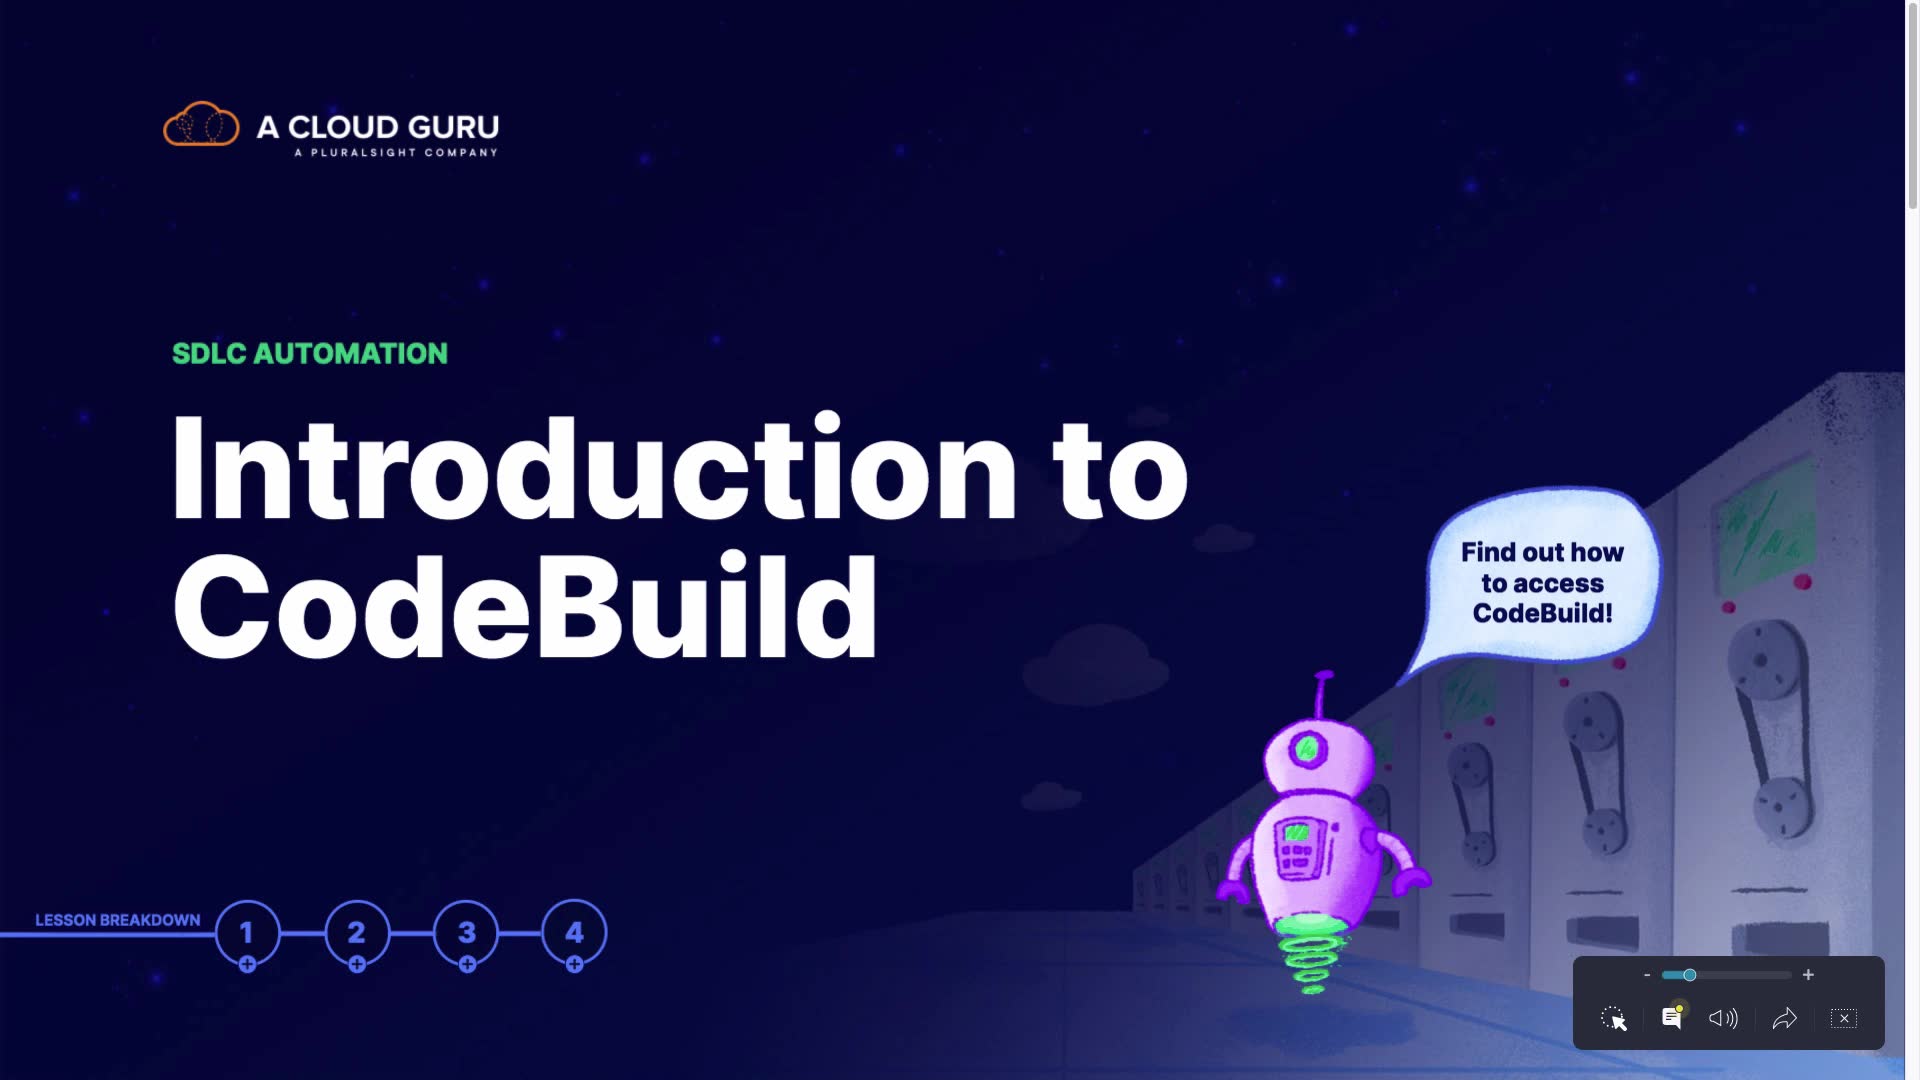 A CLOUD GURU
A PLURALSIGHT COMPANY
SDLC AUTOMATION
Introduction to
CodeBuild
Find out how
to access
CodeBuild!
LESSON BREAKDOWN
1
2
3
4